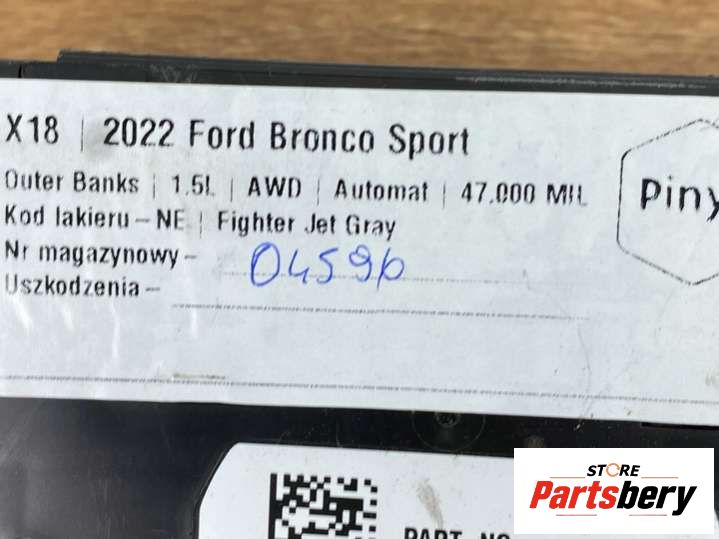 X18 | 2022 Ford Bronco Sport
Outer Banks | 1.5L | AWD | Automat | 47.000 MIL
Kod lakieru – NE | Fighter Jet Gray
Nr magazynowy –
Uszkodzenia –
Piny
PART NO
STORE
Partsbery